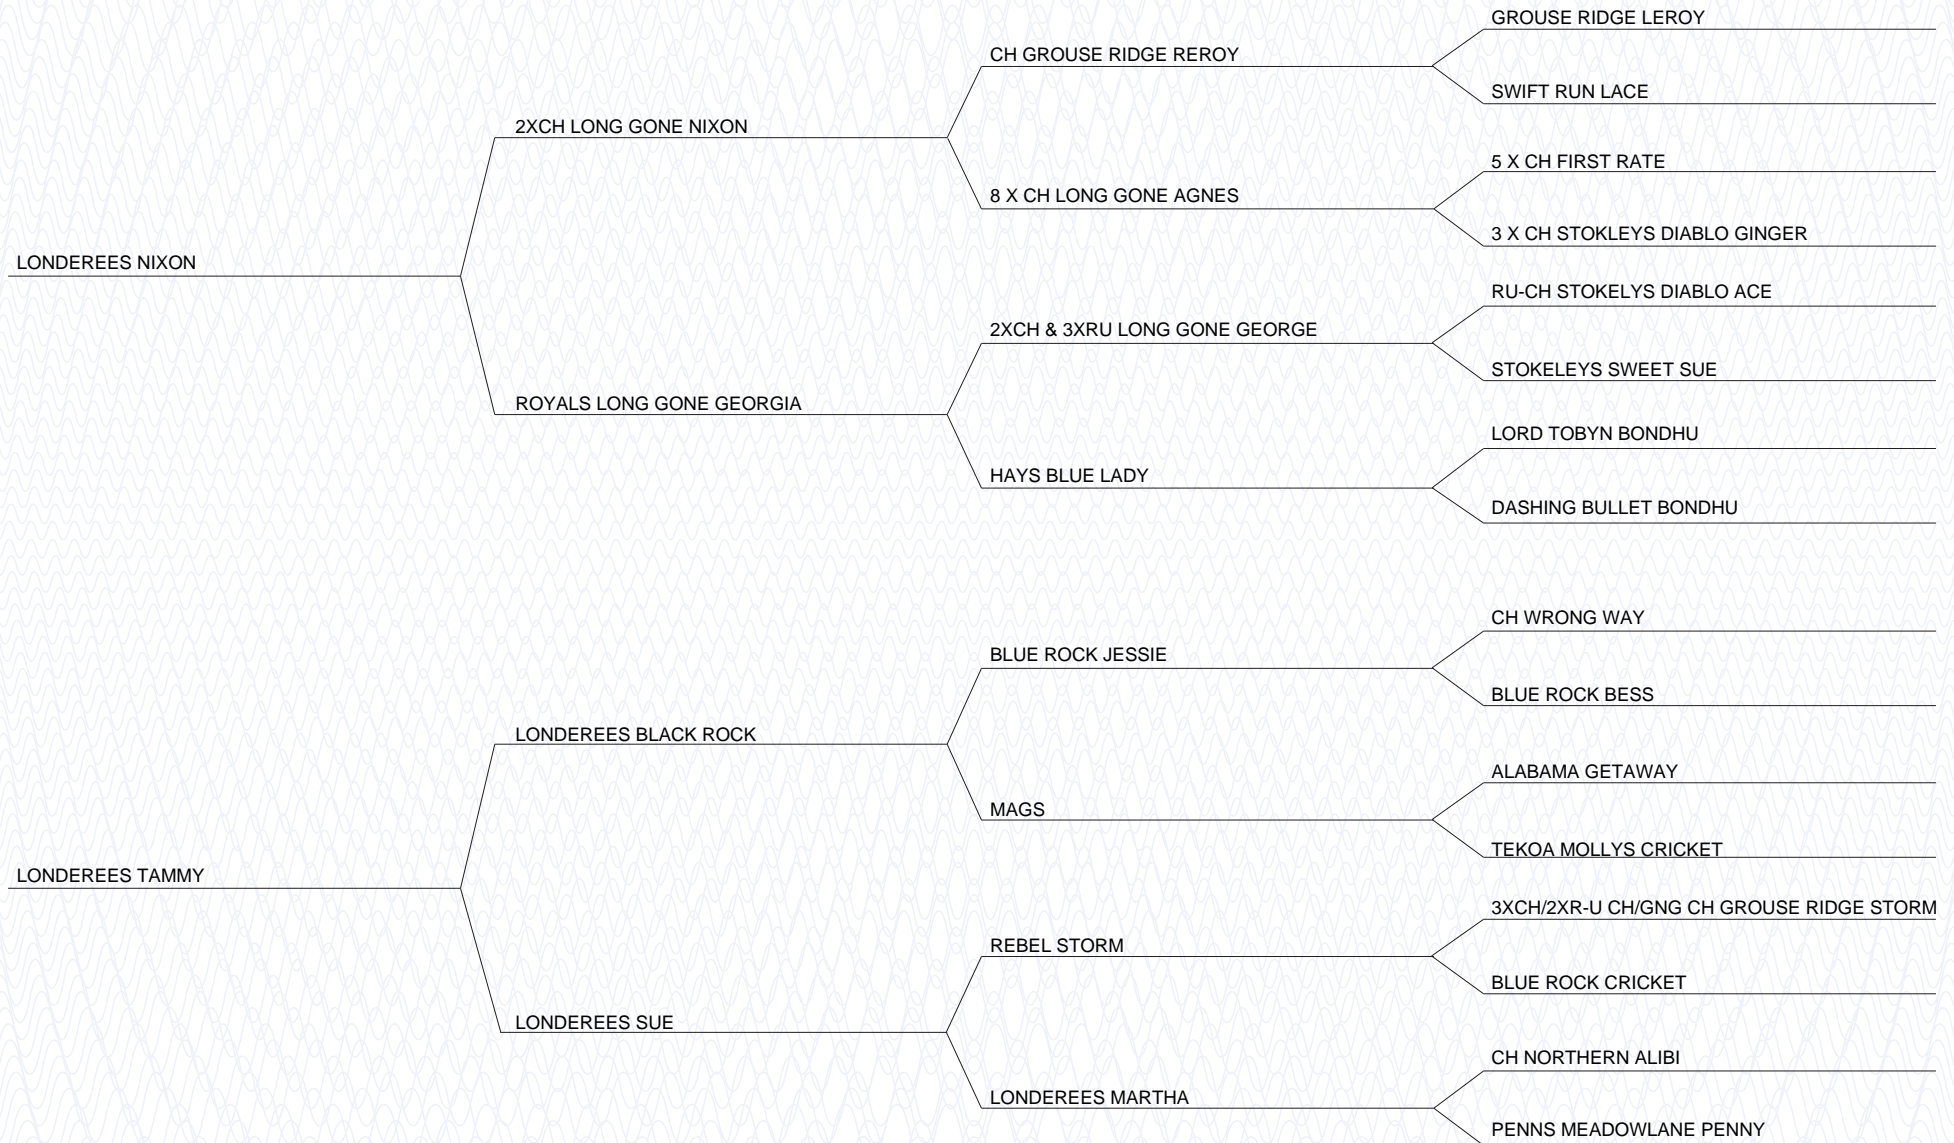 GROUSE RIDGE LEROY
CH GROUSE RIDGE REROY
SWIFT RUN LACE
2XCH LONG GONE NIXON
5 X CH FIRST RATE
8 X CH LONG GONE AGNES
3 X CH STOKLEYS DIABLO GINGER
LONDEREES NIXON
RU-CH STOKELYS DIABLO ACE
2XCH & 3XRU LONG GONE GEORGE
STOKELEYS SWEET SUE
ROYALS LONG GONE GEORGIA
LORD TOBYN BONDHU
HAYS BLUE LADY
DASHING BULLET BONDHU
CH WRONG WAY
BLUE ROCK JESSIE
BLUE ROCK BESS
LONDEREES BLACK ROCK
ALABAMA GETAWAY
MAGS
TEKOA MOLLYS CRICKET
LONDEREES TAMMY
3XCH/2XR-U CH/GNG CH GROUSE RIDGE STORM
REBEL STORM
BLUE ROCK CRICKET
LONDEREES SUE
CH NORTHERN ALIBI
LONDEREES MARTHA
PENNS MEADOWLANE PENNY